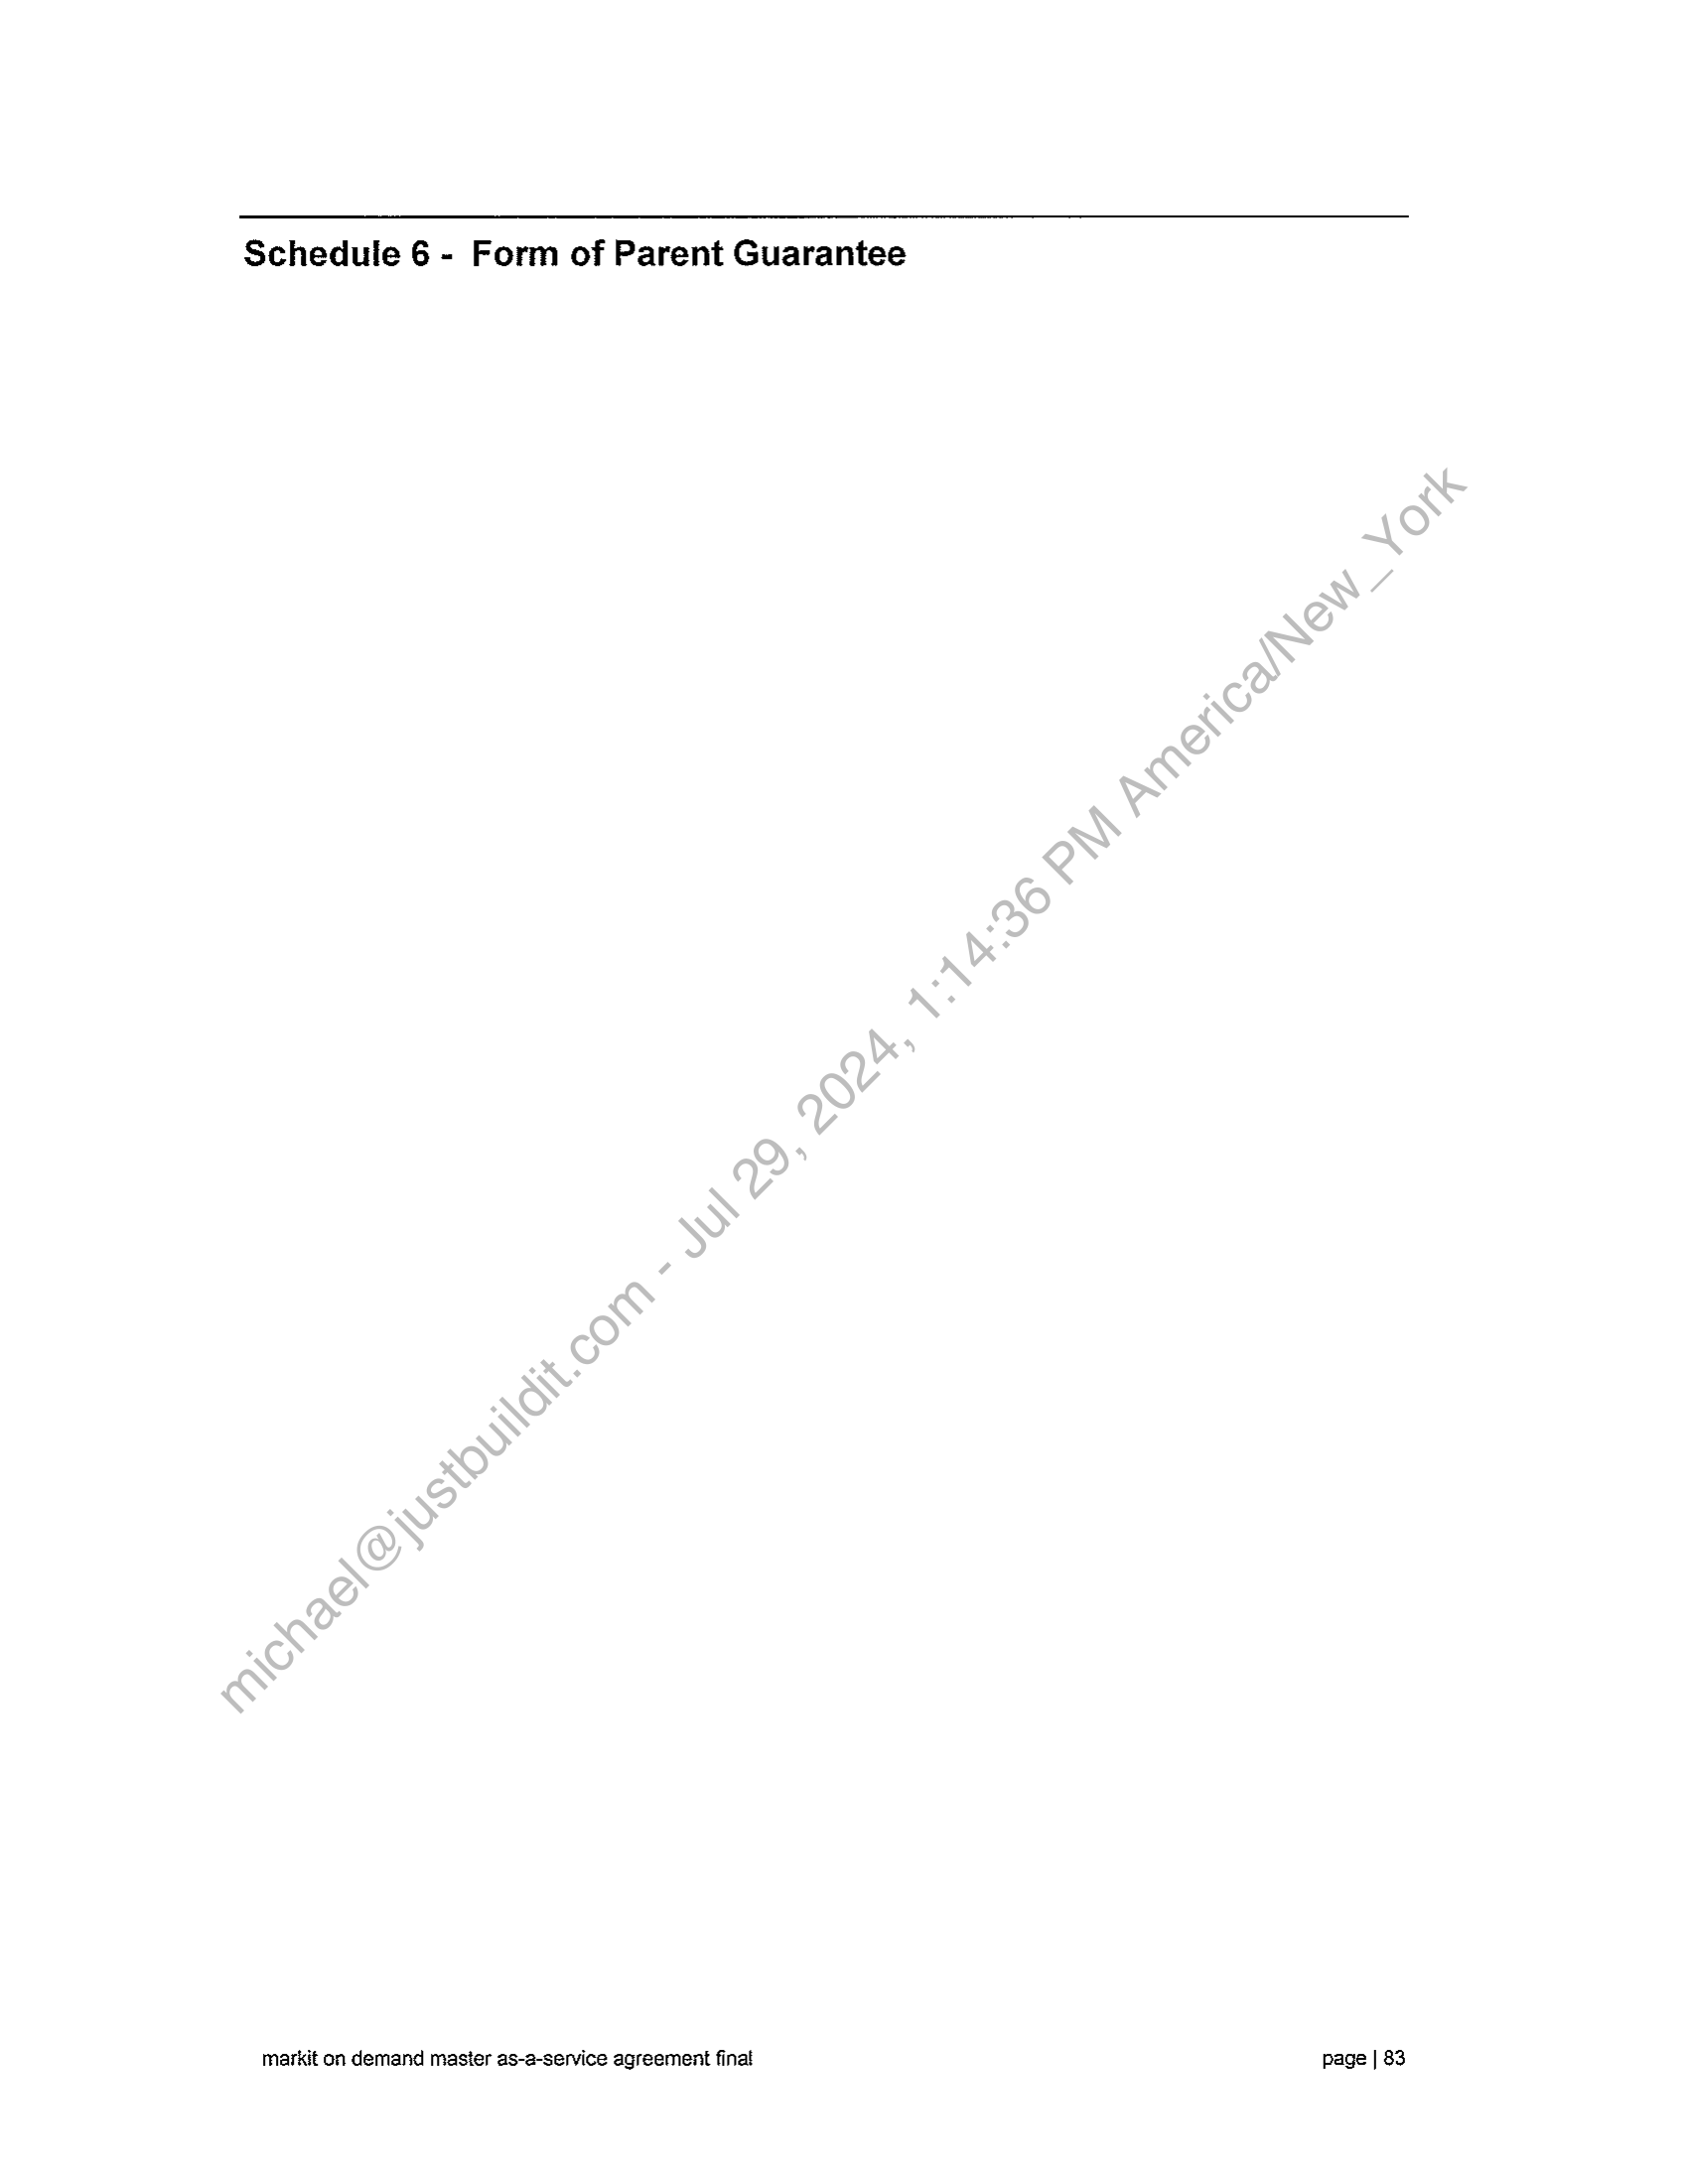 Schedule 6 - Form of Parent Guarantee
michael@justbuildit.com - Jul 29, 2024, 1:14:36 PM America/New_York
markit on demand master as-a-service agreement final page | 83